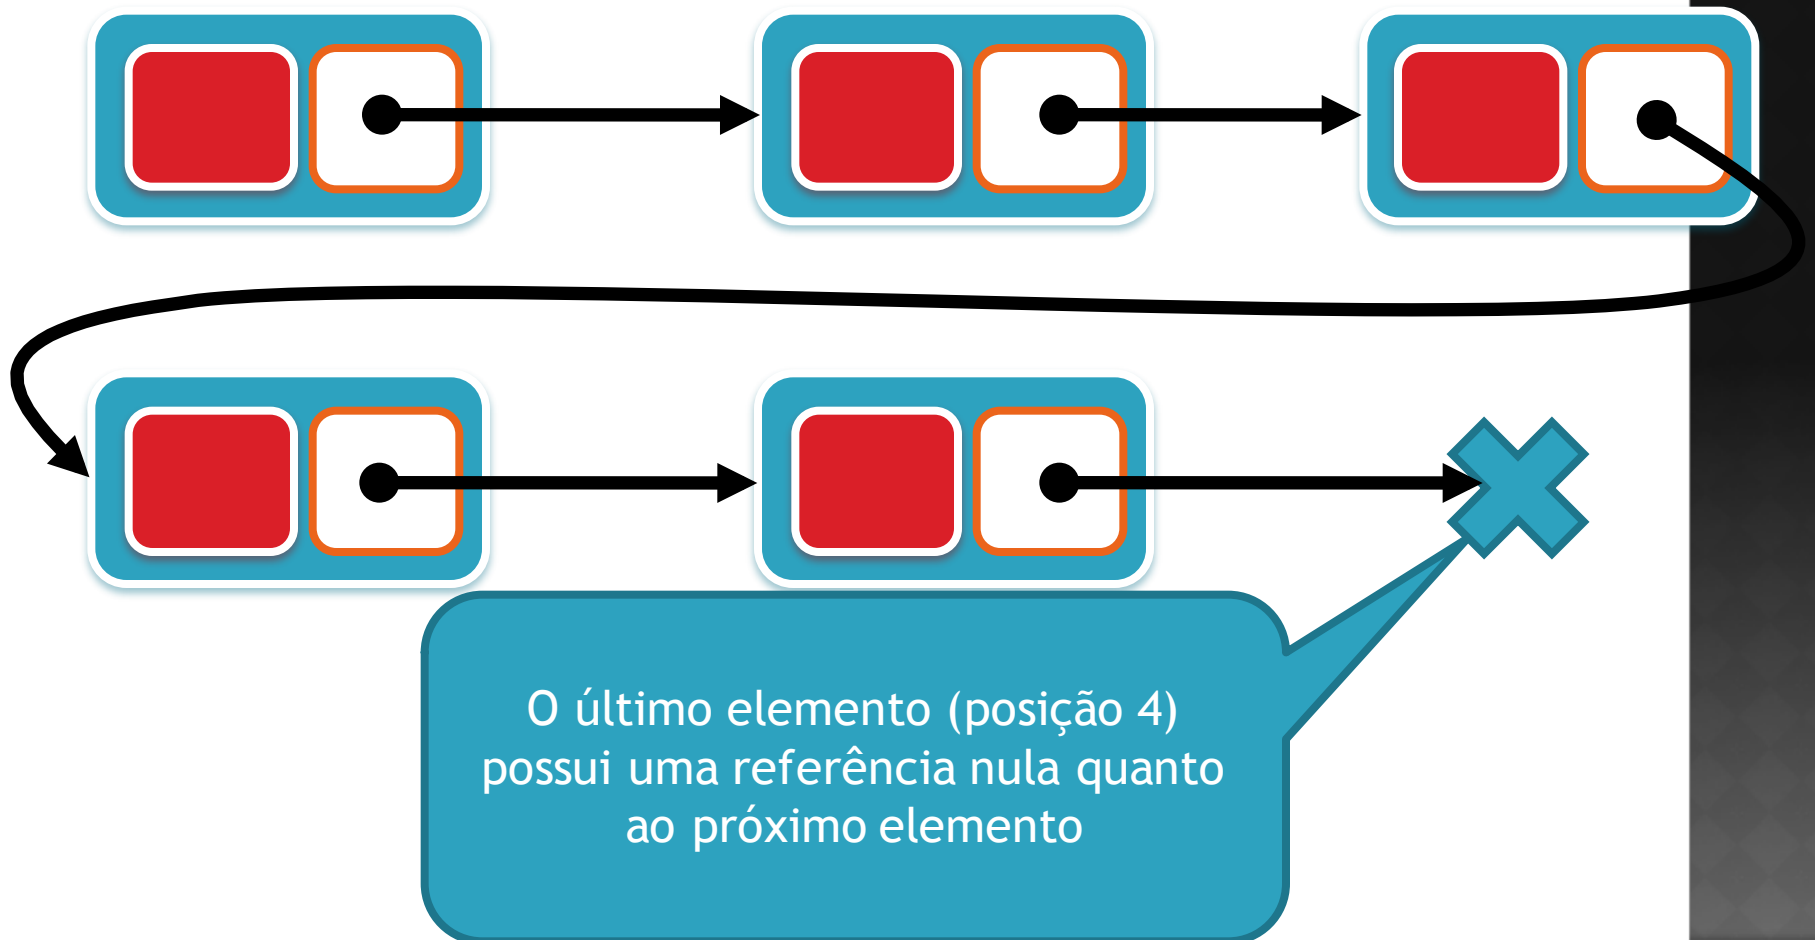 O último elemento (posição 4)
possui uma referência nula quanto
ao próximo elemento